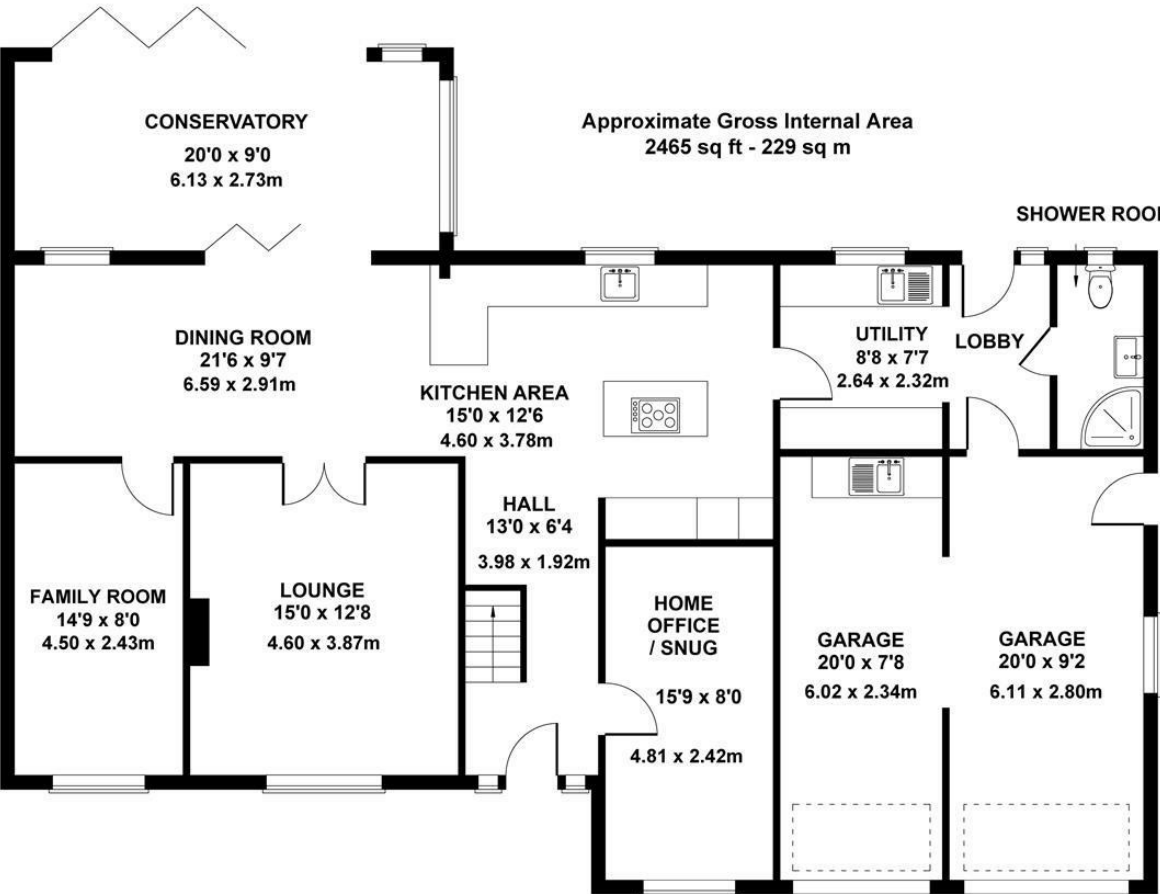 CONSERVATORY
20'0 x 9'0
6.13 x 2.73m
Approximate Gross Internal Area
2465 sq ft - 229 sq m
SHOWER ROO
DINING ROOM
21'6 x 9'7
6.59 x 2.91m
KITCHEN AREA
15'0 x 12'6
4.60 x 3.78m
UTILITY
8'8 x 7'7
2.64 x 2.32m
LOBBY
HALL
13'0 x 6'4
3.98 x 1.92m
FAMILY ROOM
14'9 x 8'0
4.50 x 2.43m
LOUNGE
15'0 x 12'8
4.60 x 3.87m
HOME
OFFICE
/ SNUG
15'9 x 8'0
4.81 x 2.42m
GARAGE
20'0 x 7'8
6.02 x 2.34m
GARAGE
20'0 x 9'2
6.11 x 2.80m